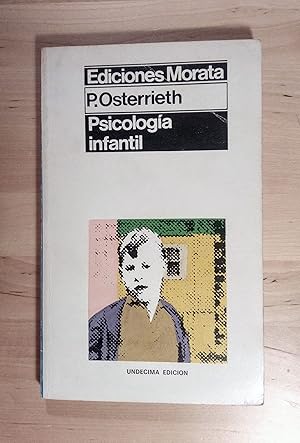 Ediciones Morata
P.Osterrieth
Psicología
infantil
UNDECIMA EDICION